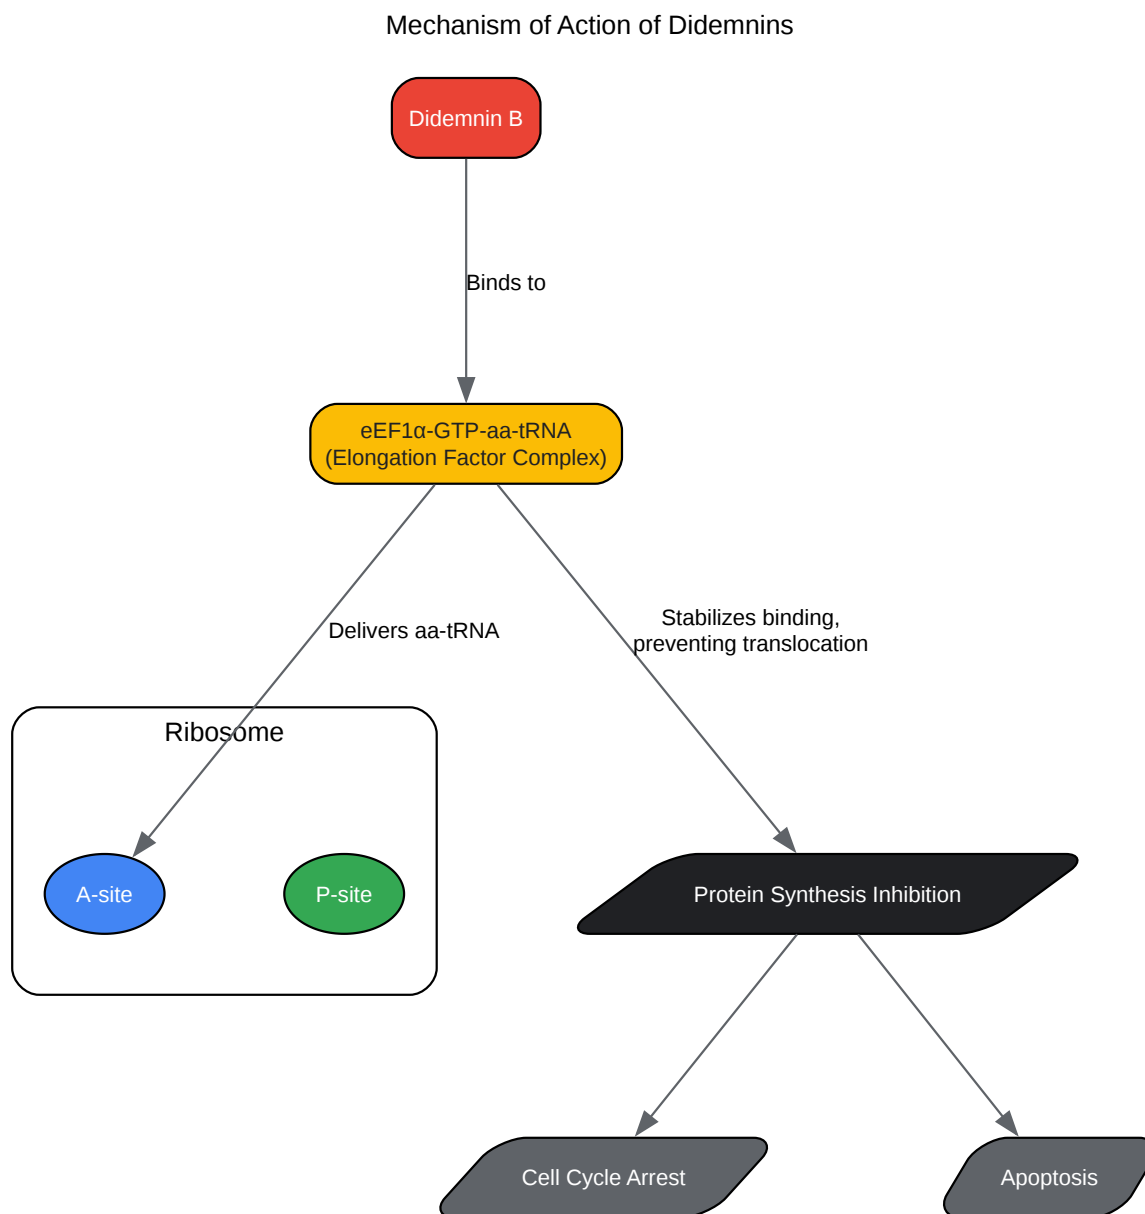 Mechanism of Action of Didemnins
Didemnin B
Binds to
eEF1α-GTP-aa-tRNA
(Elongation Factor Complex)
Delivers aa-tRNA
Stabilizes binding,
preventing translocation
Ribosome
A-site
P-site
Protein Synthesis Inhibition
Cell Cycle Arrest
Apoptosis